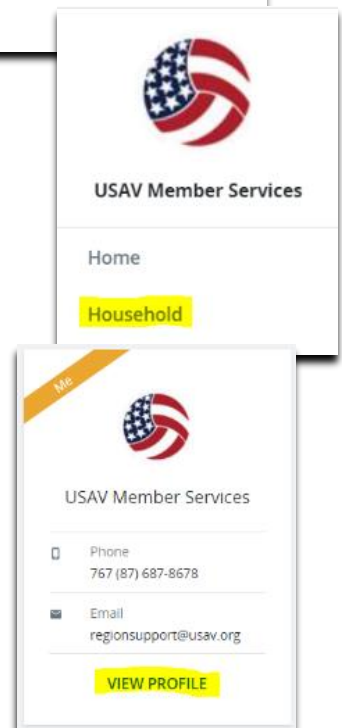 USAV Member Services
Home
Household
Me
USAV Member Services
Phone
767 (87) 687-8678
Email
regionsupport@usav.org
VIEW PROFILE